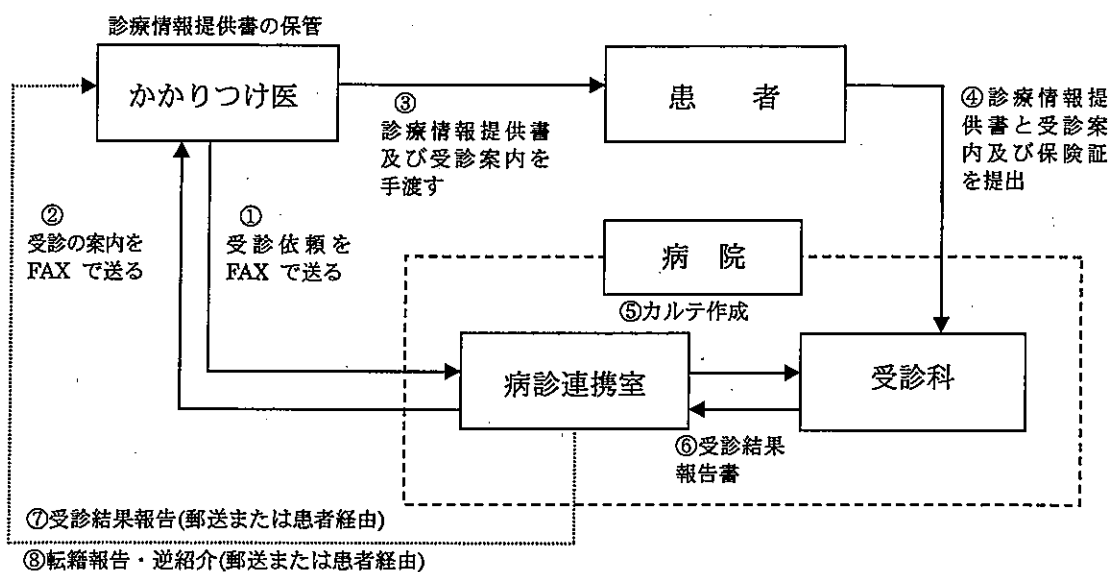 診療情報提供書の保管
かかりつけ医
患 者
③
診療情報提供書
及び受診案内を
手渡す
④診療情報提
供書と受診案
内及び保険証
を提出
②
受診の案内を
FAX で送る
①
受診依頼を
FAX で送る
病 院
⑤カルテ作成
病診連携室
受診科
⑥受診結果
報告書
⑦受診結果報告(郵送または患者経由)
⑧転籍報告・逆紹介(郵送または患者経由)